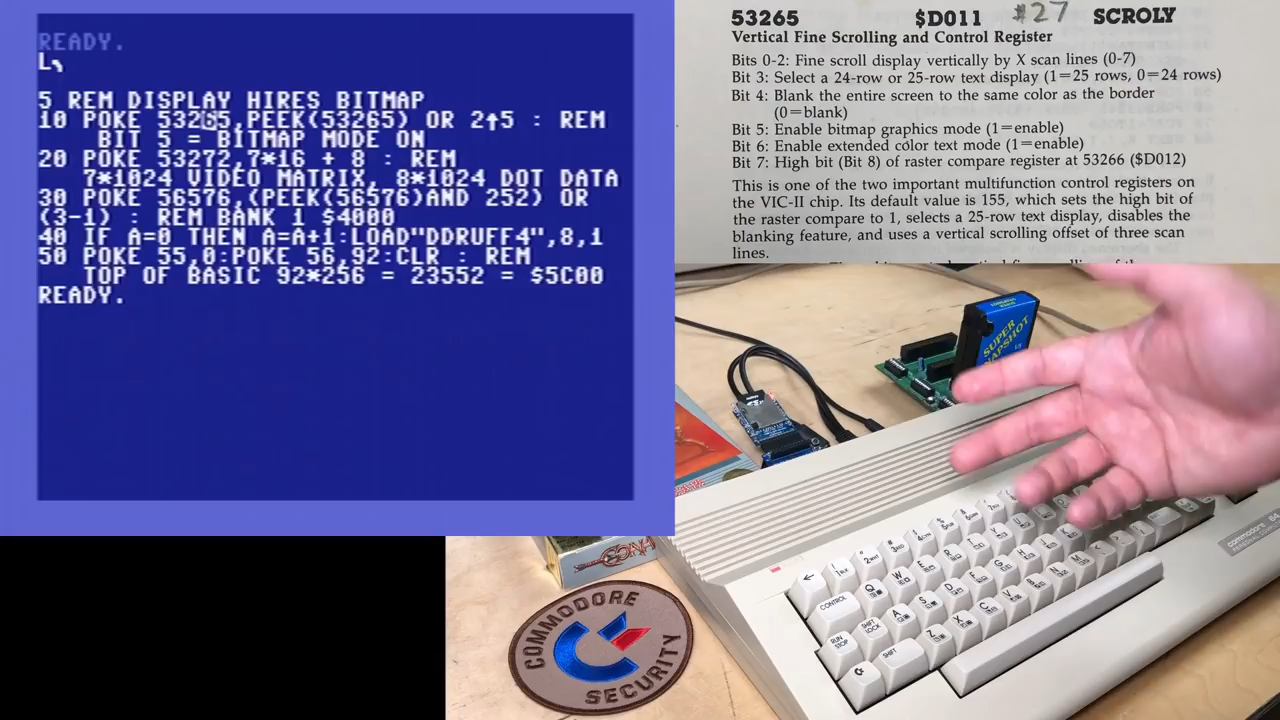 READY.
L
5 REM DISPLAY HIRES BITMAP
10 POKE 53265,PEEK(53265) OR 2↑5 : REM
BIT 5 = BITMAP MODE ON
20 POKE 53272,7*16 + 8 : REM
7*1024 VIDEO MATRIX, 8*1024 DOT DATA
30 POKE 56576,(PEEK(56576)AND 252) OR
(3-1) : REM BANK 1 $4000
40 IF A=0 THEN A=A+1:LOAD"DDRUFF4",8,1
50 POKE 55,0:POKE 56,92:CLR : REM
TOP OF BASIC 92*256 = 23552 = $5C00
READY.
53265 $D011 #27 SCROLY
Vertical Fine Scrolling and Control Register
Bits 0-2: Fine scroll display vertically by X scan lines (0-7)
Bit 3: Select a 24-row or 25-row text display (1=25 rows, 0=24 rows)
Bit 4: Blank the entire screen to the same color as the border
(0=blank)
Bit 5: Enable bitmap graphics mode (1=enable)
Bit 6: Enable extended color text mode (1=enable)
Bit 7: High bit (Bit 8) of raster compare register at 53266 ($D012)
This is one of the two important multifunction control registers on
the VIC-II chip. Its default value is 155, which sets the high bit of
the raster compare to 1, selects a 25-row text display, disables the
blanking feature, and uses a vertical scrolling offset of three scan
lines.
SUPER
SNAPSHOT
CONTROL
Q W E R T Y
RUN STOP
SHIFT LOCK
A S D F G H
SHIFT
Z X C V B N M
commodore 64
COMMODORE
SECURITY